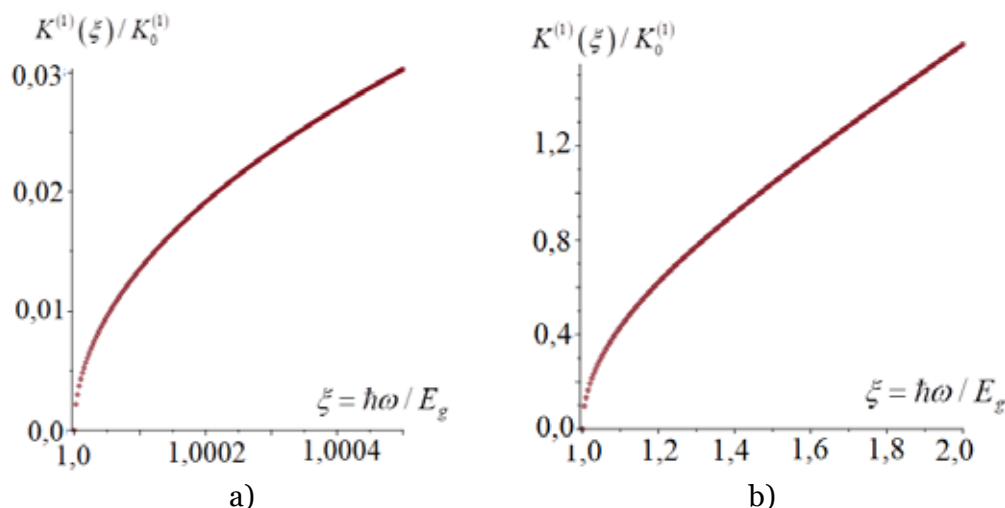 K^(1)(ξ)/K_0^(1)
0,03
0,02
0,01
0,0
1,0 1,0002 1,0004
ξ = ħω / E_g
a)
K^(1)(ξ)/K_0^(1)
1,2
0,8
0,4
0,0
1,0 1,2 1,4 1,6 1,8 2,0
ξ = ħω / E_g
b)